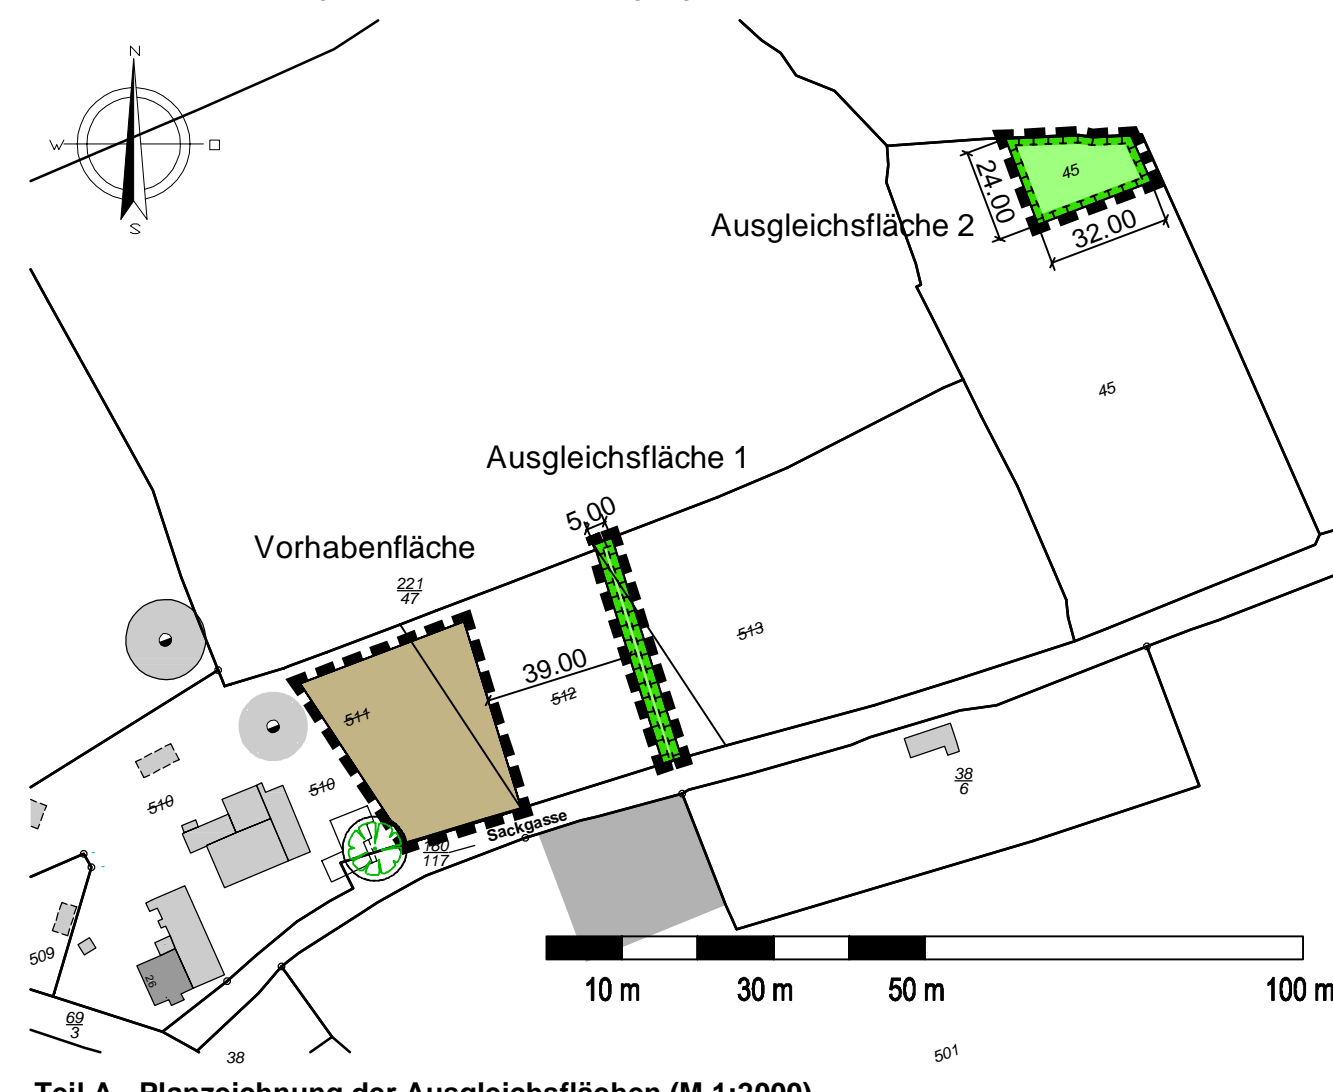 N
W
O
S
45
24.00
Ausgleichsfläche 2
32.00
45
Ausgleichsfläche 1
5.00
Vorhabenfläche
221
47
513
39.00
512
511
510
510
38
6
Sackgasse
180
117
509
26
10 m
30 m
50 m
100 m
69
3
38
501
Teil A - Planzeichnung der Ausgleichsflächen (M 1:2000)